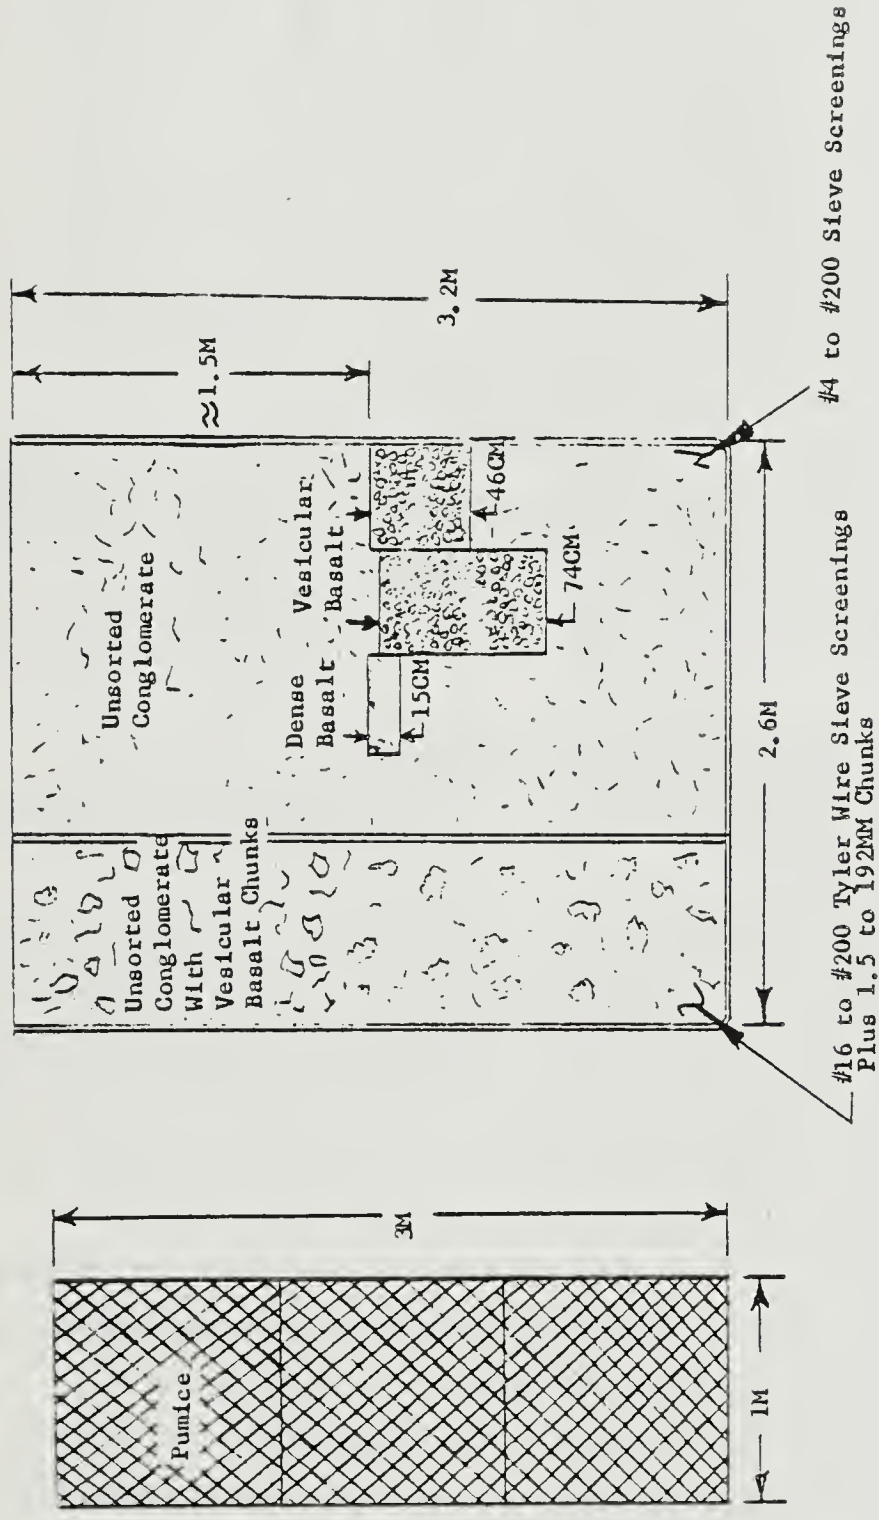 Pumice
3M
1M
Unsorted
Conglomerate
With
Vesicular
Basalt Chunks
Unsorted
Conglomerate
Dense
Basalt
15CM
Vesicular
Basalt
74CM
46CM
≈1.5M
3.2M
2.6M
#16 to #200 Tyler Wire Sieve Screenings
Plus 1.5 to 192MM Chunks
#4 to #200 Sieve Screenings